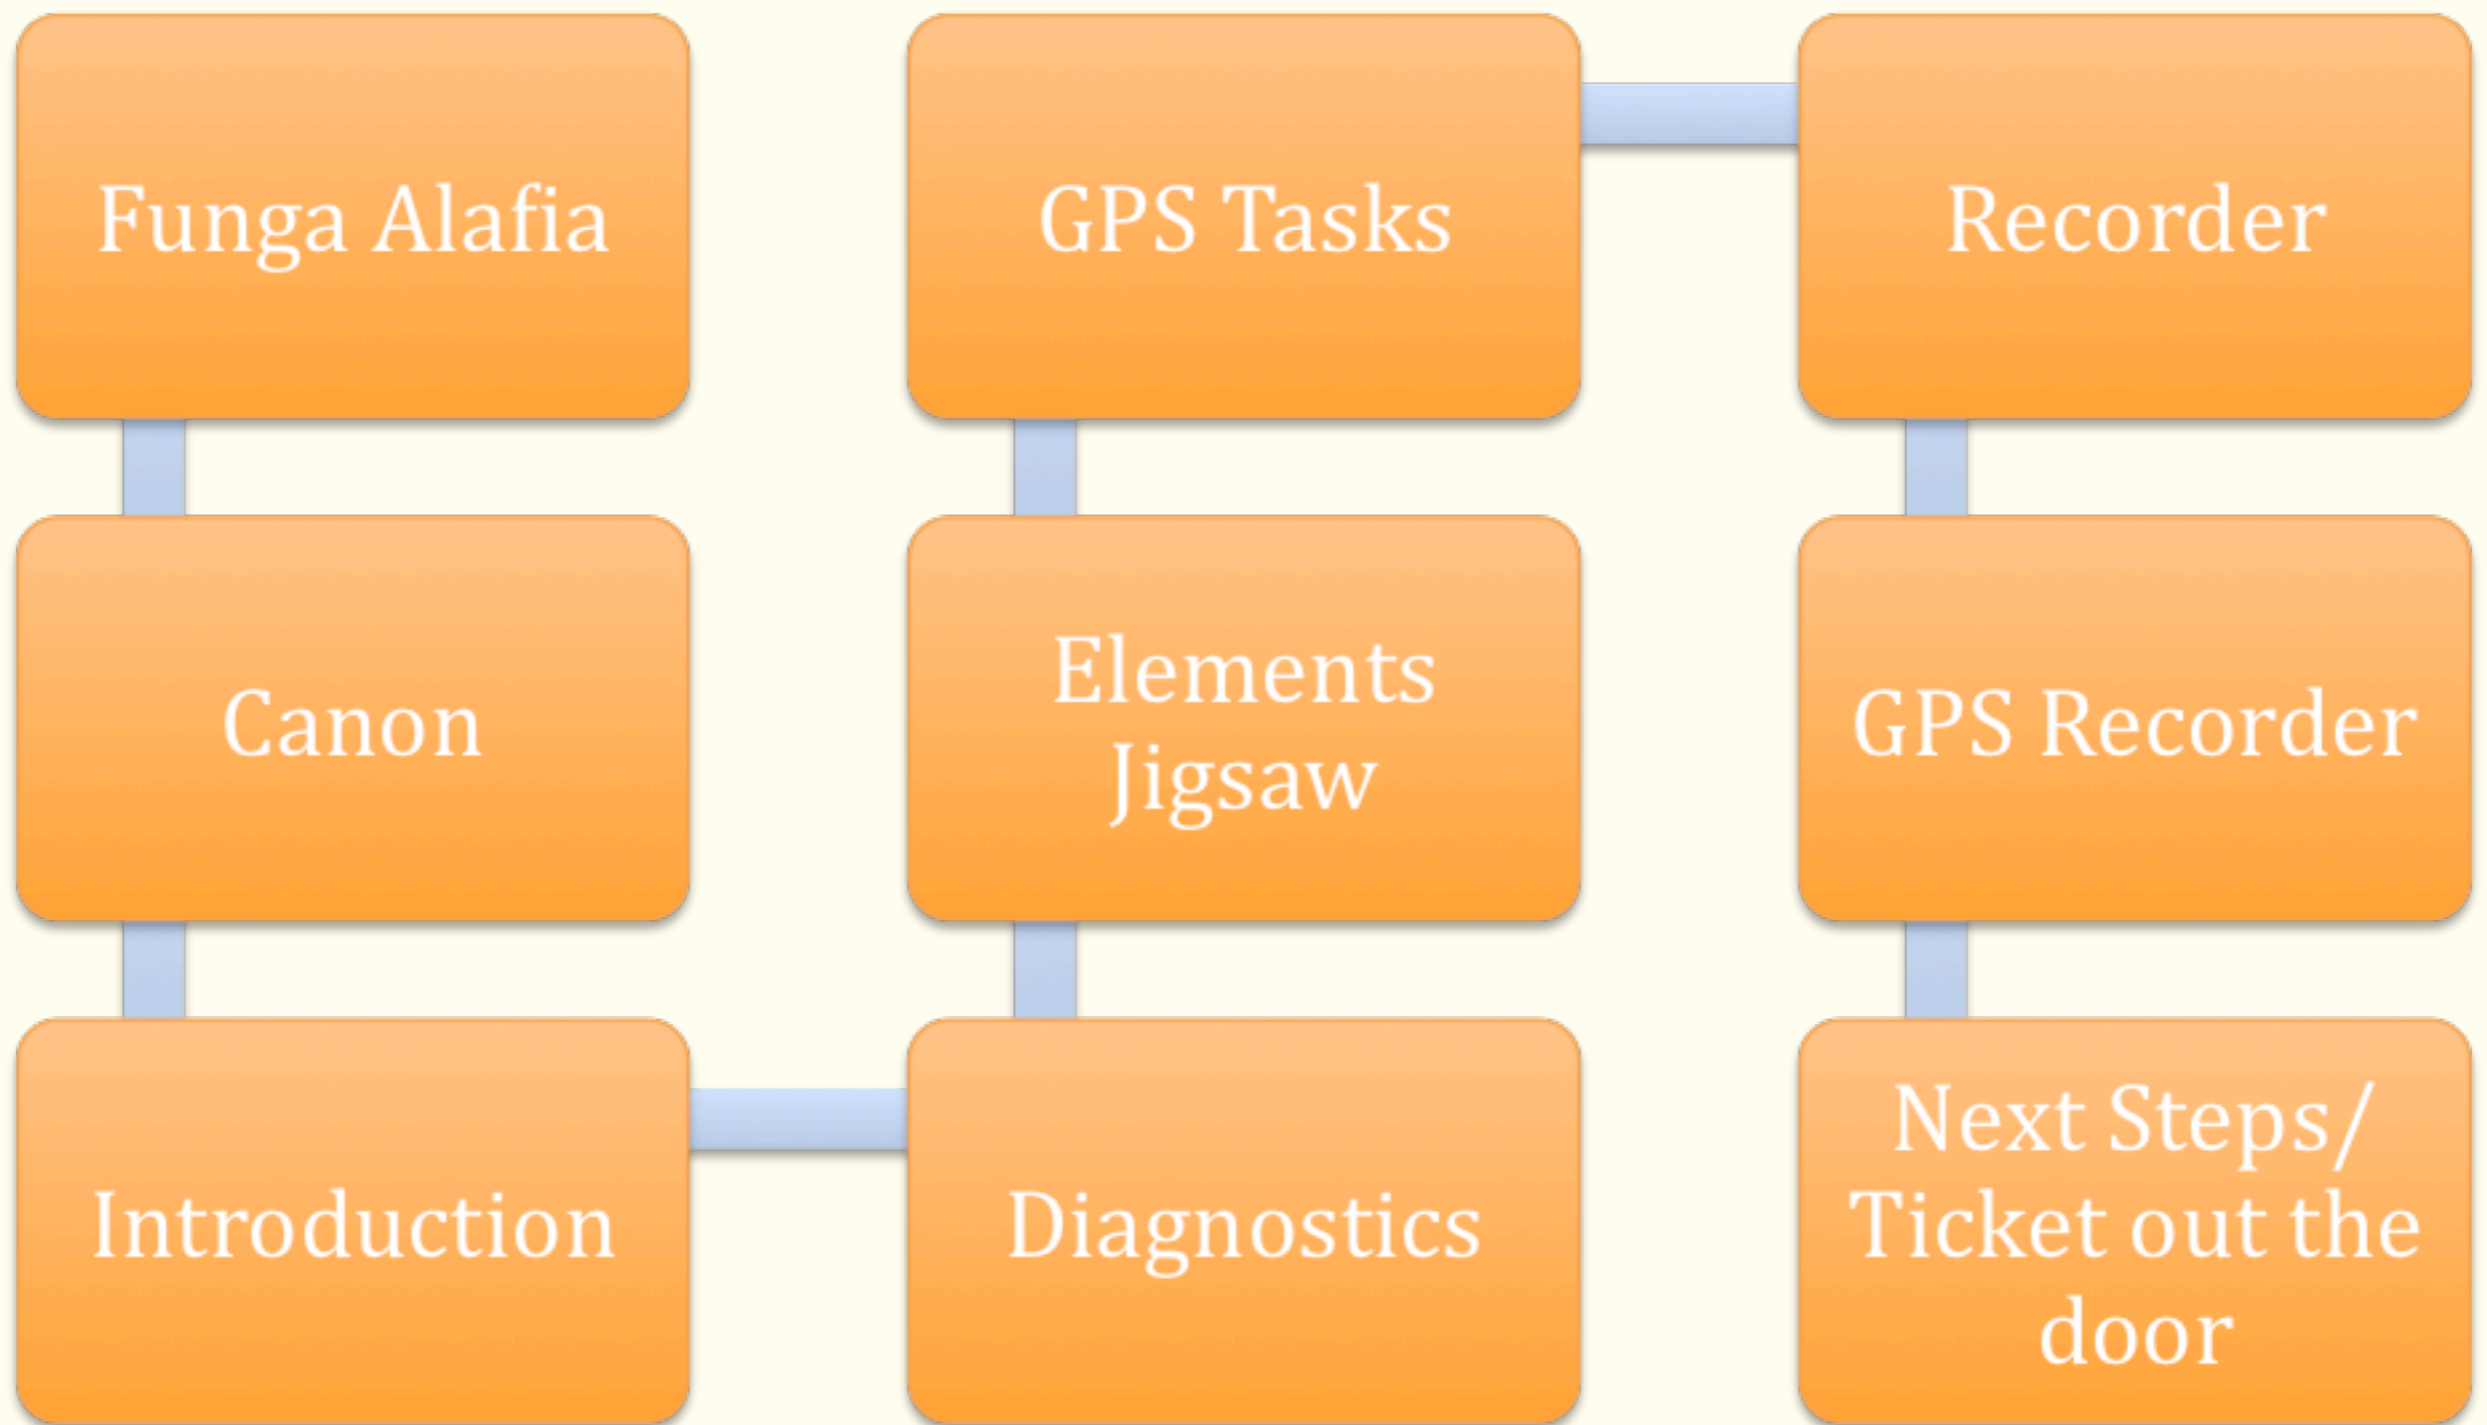 Funga Alafia
Canon
Introduction
Diagnostics
Elements
Jigsaw
GPS Tasks
Recorder
GPS Recorder
Next Steps/
Ticket out the
door